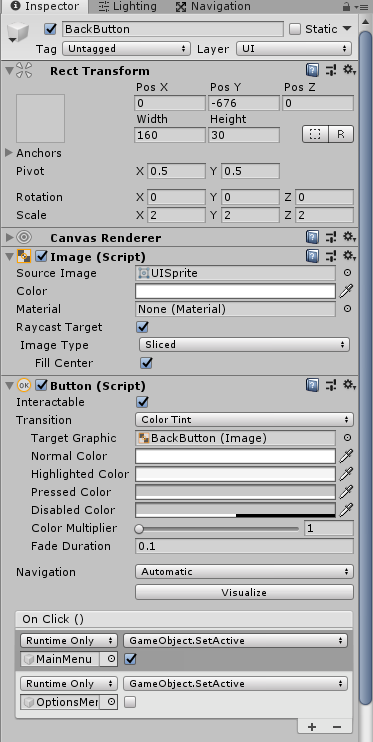 Inspector Lighting Navigation
BackButton Static
Tag Untagged Layer UI
Rect Transform
Pos X Pos Y Pos Z
0 -676 0
Width Height
160 30 R
Anchors
Pivot X 0.5 Y 0.5
Rotation X 0 Y 0 Z 0
Scale X 2 Y 2 Z 2
Canvas Renderer
Image (Script)
Source Image UISprite
Color
Material None (Material)
Raycast Target
Image Type Sliced
Fill Center
OK Button (Script)
Interactable
Transition Color Tint
Target Graphic BackButton (Image)
Normal Color
Highlighted Color
Pressed Color
Disabled Color
Color Multiplier 1
Fade Duration 0.1
Navigation Automatic
Visualize
On Click ()
Runtime Only GameObject.SetActive
MainMenu
Runtime Only GameObject.SetActive
OptionsMen